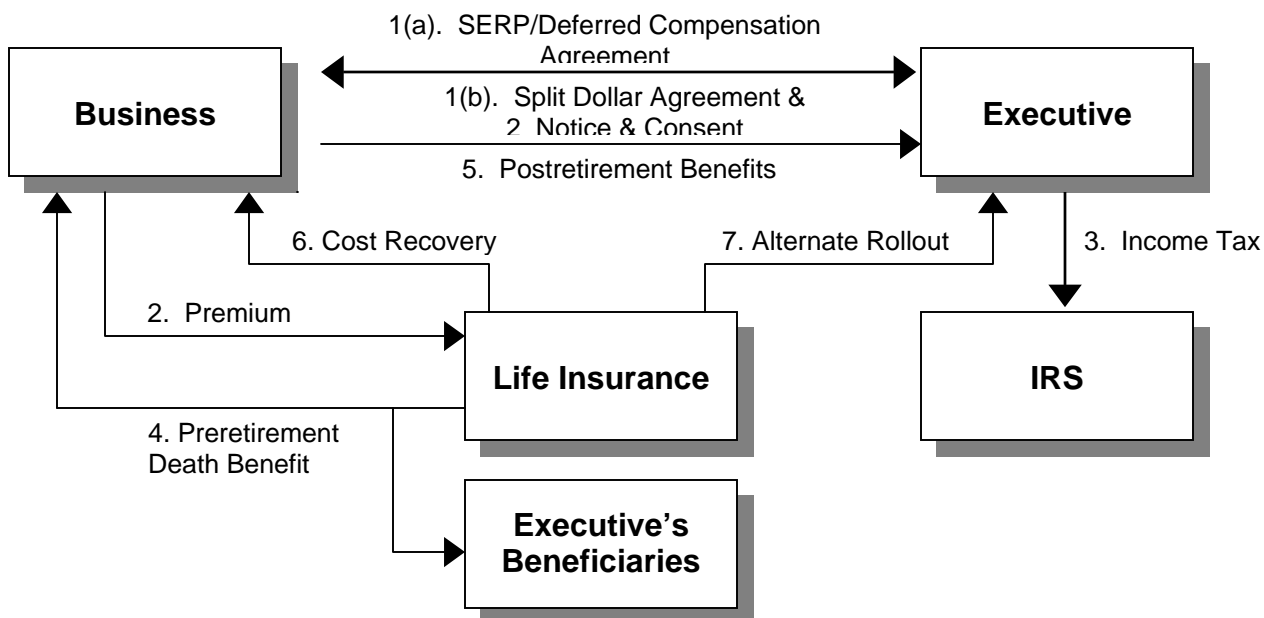 1(a). SERP/Deferred Compensation
Agreement
Business
Executive
1(b). Split Dollar Agreement &
2 Notice & Consent
5. Postretirement Benefits
6. Cost Recovery
7. Alternate Rollout
3. Income Tax
2. Premium
Life Insurance
IRS
4. Preretirement
Death Benefit
Executive’s
Beneficiaries